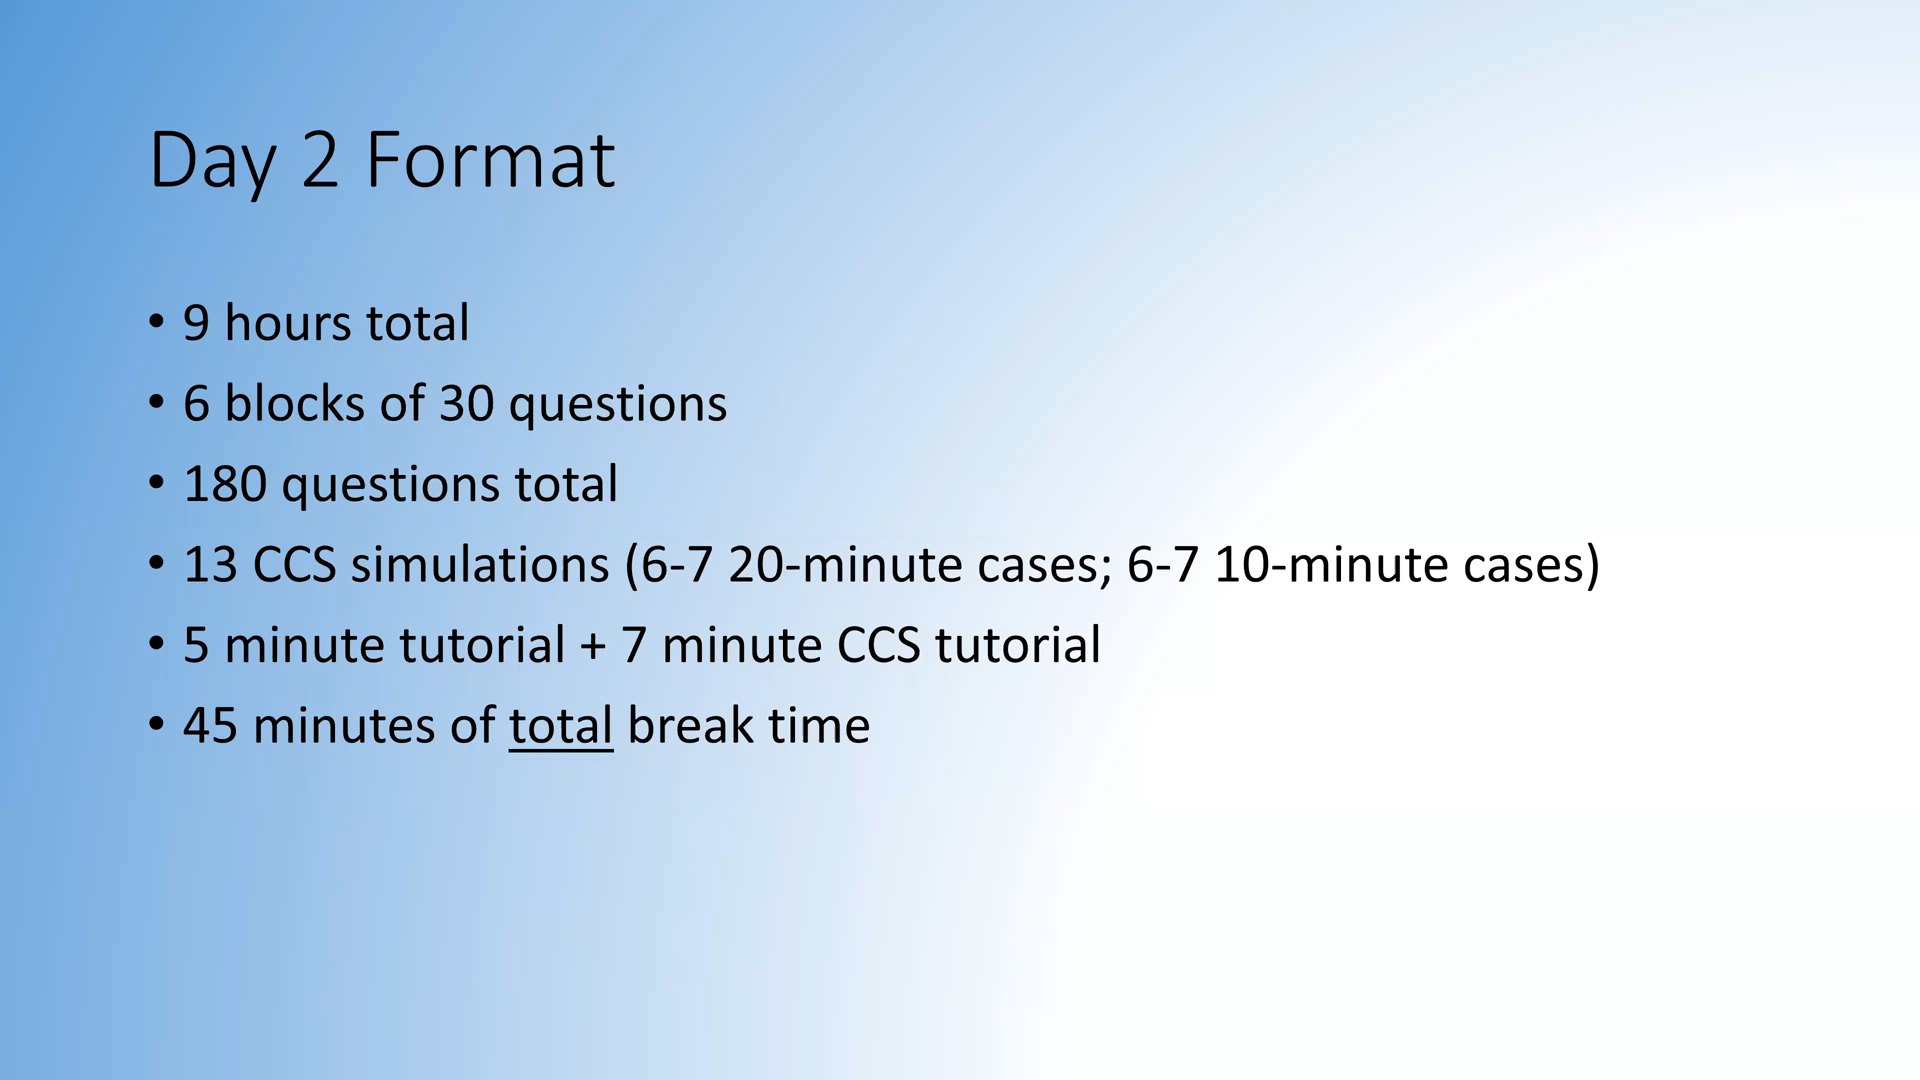 Day 2 Format
• 9 hours total
• 6 blocks of 30 questions
• 180 questions total
• 13 CCS simulations (6-7 20-minute cases; 6-7 10-minute cases)
• 5 minute tutorial + 7 minute CCS tutorial
• 45 minutes of total break time